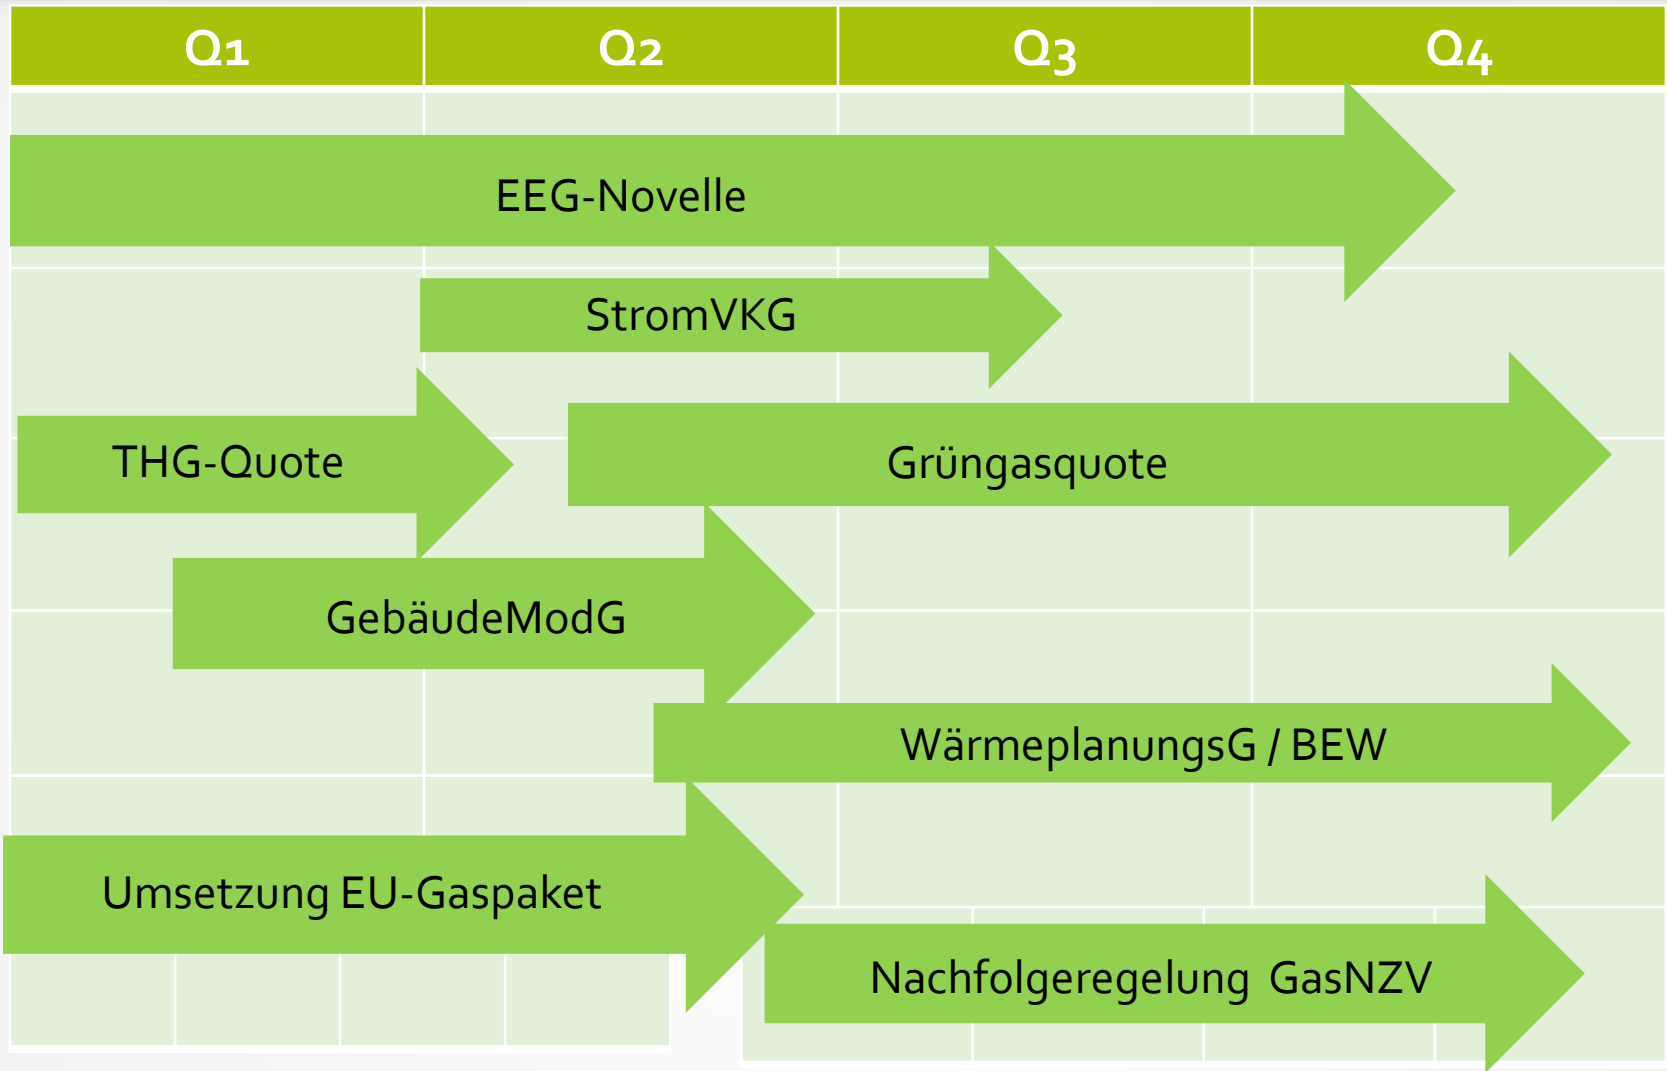 Q1 Q2 Q3 Q4
EEG-Novelle
StromVKG
THG-Quote
Grüngasquote
GebäudeModG
WärmeplanungsG / BEW
Umsetzung EU-Gaspaket
Nachfolgeregelung GasNZV